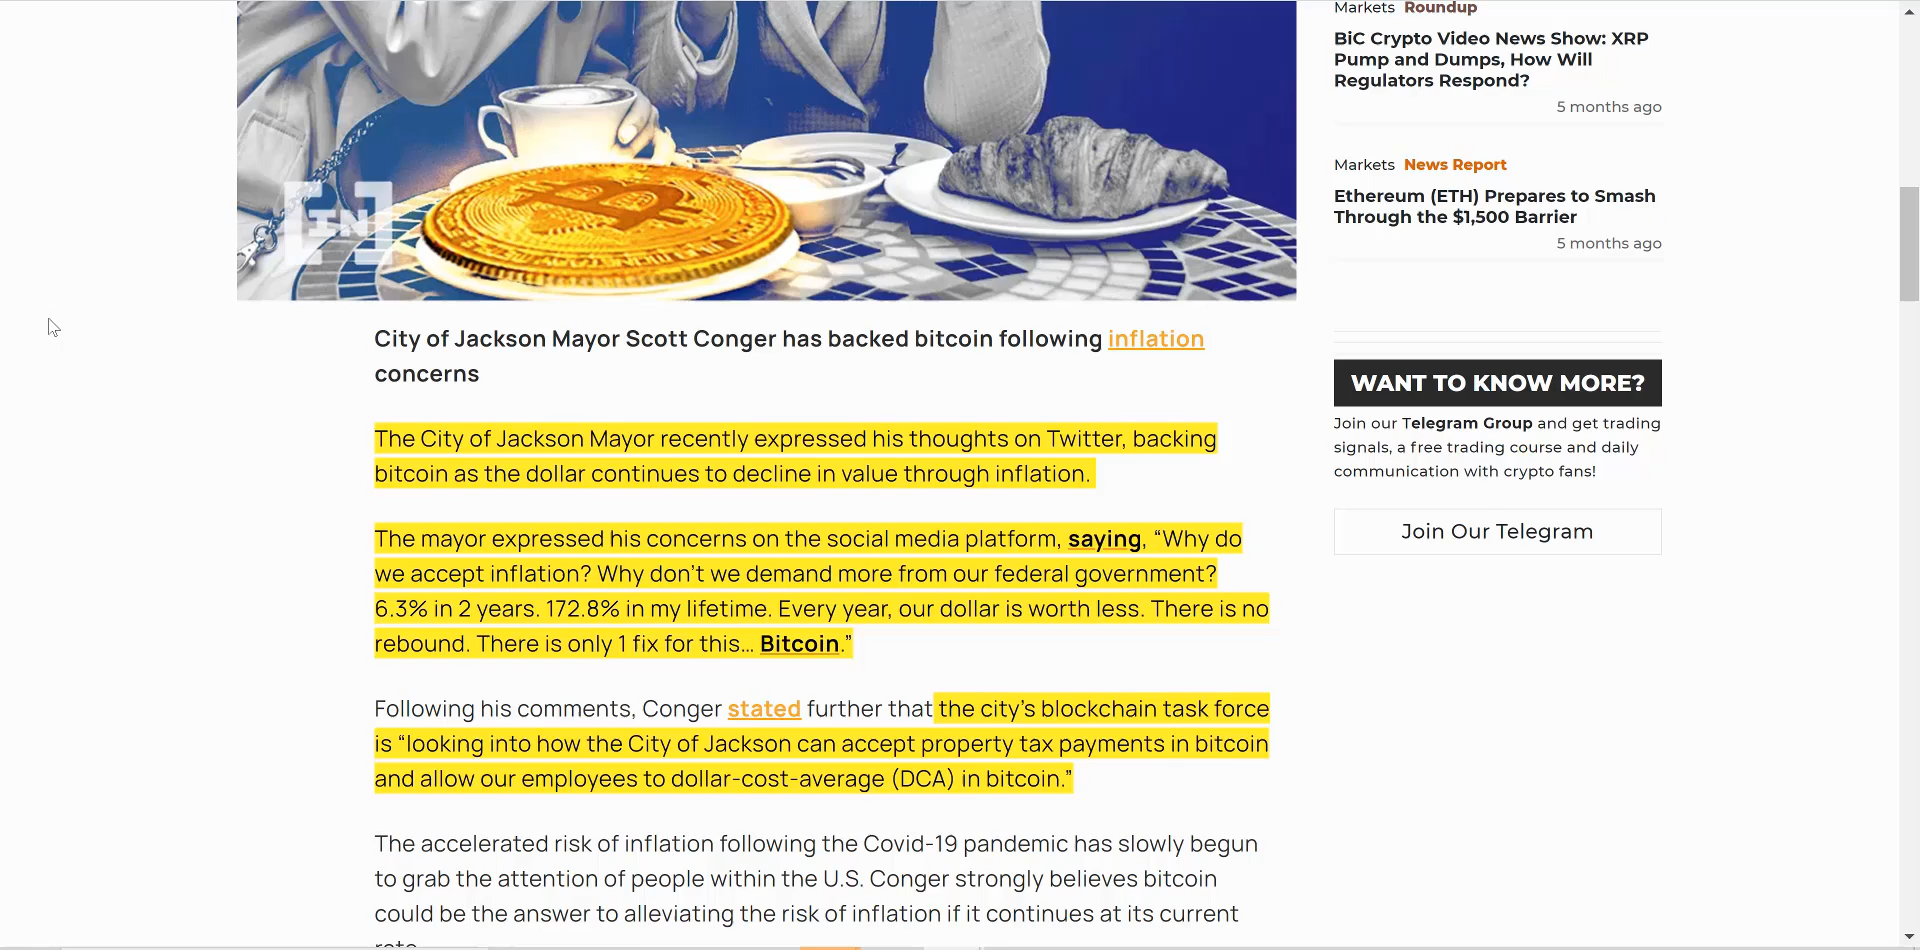 [IN]
City of Jackson Mayor Scott Conger has backed bitcoin following inflation
concerns
The City of Jackson Mayor recently expressed his thoughts on Twitter, backing
bitcoin as the dollar continues to decline in value through inflation.
The mayor expressed his concerns on the social media platform, saying, “Why do
we accept inflation? Why don’t we demand more from our federal government?
6.3% in 2 years. 172.8% in my lifetime. Every year, our dollar is worth less. There is no
rebound. There is only 1 fix for this… Bitcoin.”
Following his comments, Conger stated further that the city’s blockchain task force
is “looking into how the City of Jackson can accept property tax payments in bitcoin
and allow our employees to dollar-cost-average (DCA) in bitcoin.”
The accelerated risk of inflation following the Covid-19 pandemic has slowly begun
to grab the attention of people within the U.S. Conger strongly believes bitcoin
could be the answer to alleviating the risk of inflation if it continues at its current
Markets Roundup
BiC Crypto Video News Show: XRP
Pump and Dumps, How Will
Regulators Respond?
5 months ago
Markets News Report
Ethereum (ETH) Prepares to Smash
Through the $1,500 Barrier
5 months ago
WANT TO KNOW MORE?
Join our Telegram Group and get trading
signals, a free trading course and daily
communication with crypto fans!
Join Our Telegram